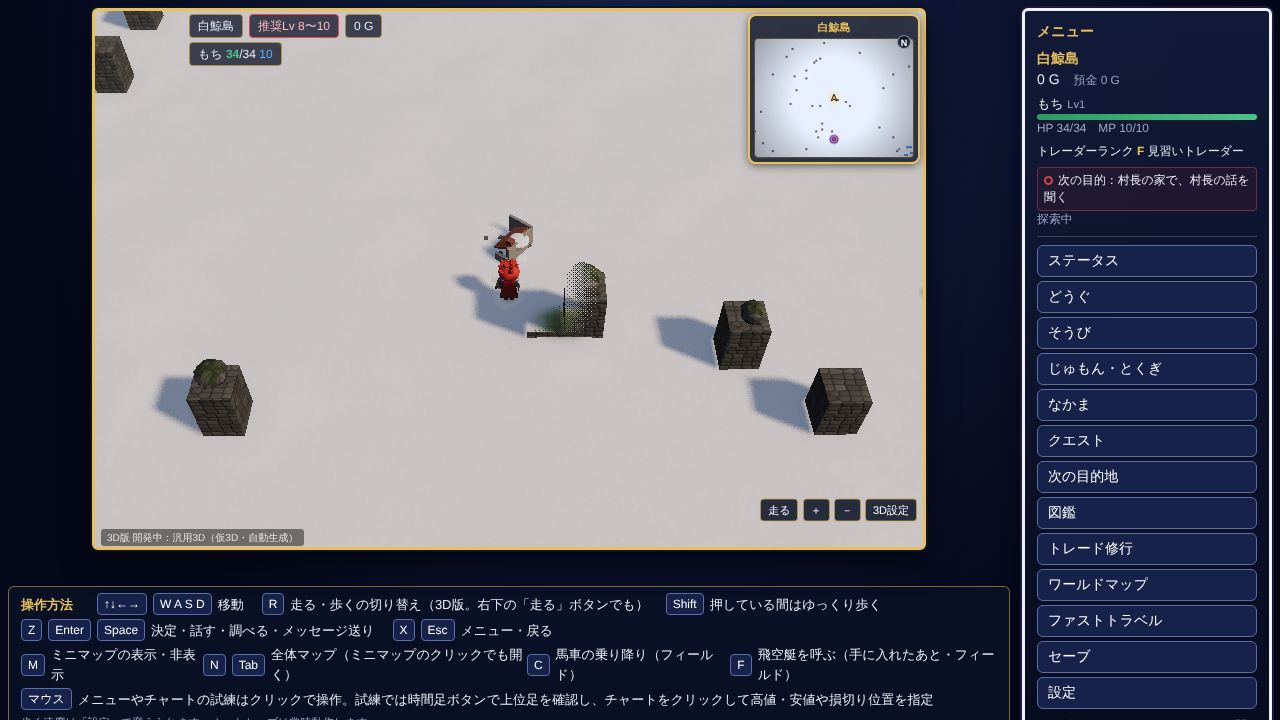 白鯨島
推奨Lv 8〜10
0 G
もち 34/34 10
白鯨島
N
走る
+
−
3D設定
3D版 開発中：汎用3D（仮3D・自動生成）
メニュー
白鯨島
0 G 預金 0 G
もち Lv1
HP 34/34 MP 10/10
トレーダーランク F 見習いトレーダー
次の目的：村長の家で、村長の話を
聞く
探索中
ステータス
どうぐ
そうび
じゅもん・とくぎ
なかま
クエスト
次の目的地
図鑑
トレード修行
ワールドマップ
ファストトラベル
セーブ
設定
操作方法 ↑↓←→ W A S D 移動 R 走る・歩くの切り替え（3D版。右下の「走る」ボタンでも） Shift 押している間はゆっくり歩く
Z Enter Space 決定・話す・調べる・メッセージ送り X Esc メニュー・戻る
M ミニマップの表示・非表示 N Tab 全体マップ（ミニマップのクリックでも開く） C 馬車の乗り降り（フィールド） F 飛空艇を呼ぶ（手に入れたあと・フィールド）
マウス メニューやチャートの試練はクリックで操作。試練では時間足ボタンで上位足を確認し、チャートをクリックして高値・安値や損切り位置を指定